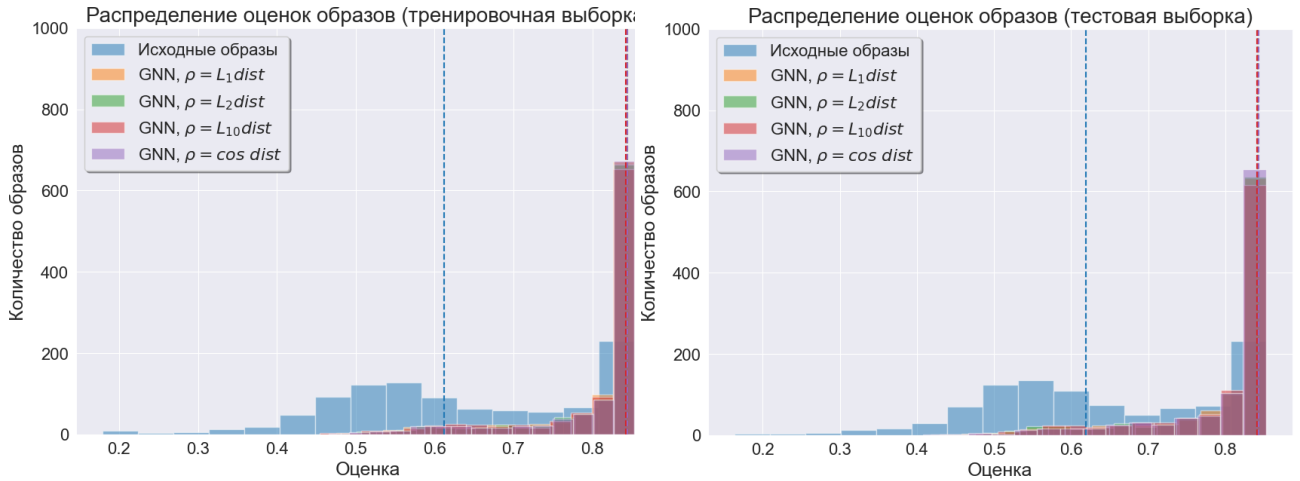 Распределение оценок образов (тренировочная выборка
1000
800
600
400
200
0
Количество образов
Исходные образы
GNN, ρ = L₁dist
GNN, ρ = L₂dist
GNN, ρ = L₁₀dist
GNN, ρ = cos dist
0.2 0.3 0.4 0.5 0.6 0.7 0.8
Оценка
Распределение оценок образов (тестовая выборка)
1000
800
600
400
200
0
Количество образов
Исходные образы
GNN, ρ = L₁dist
GNN, ρ = L₂dist
GNN, ρ = L₁₀dist
GNN, ρ = cos dist
0.2 0.3 0.4 0.5 0.6 0.7 0.8
Оценка